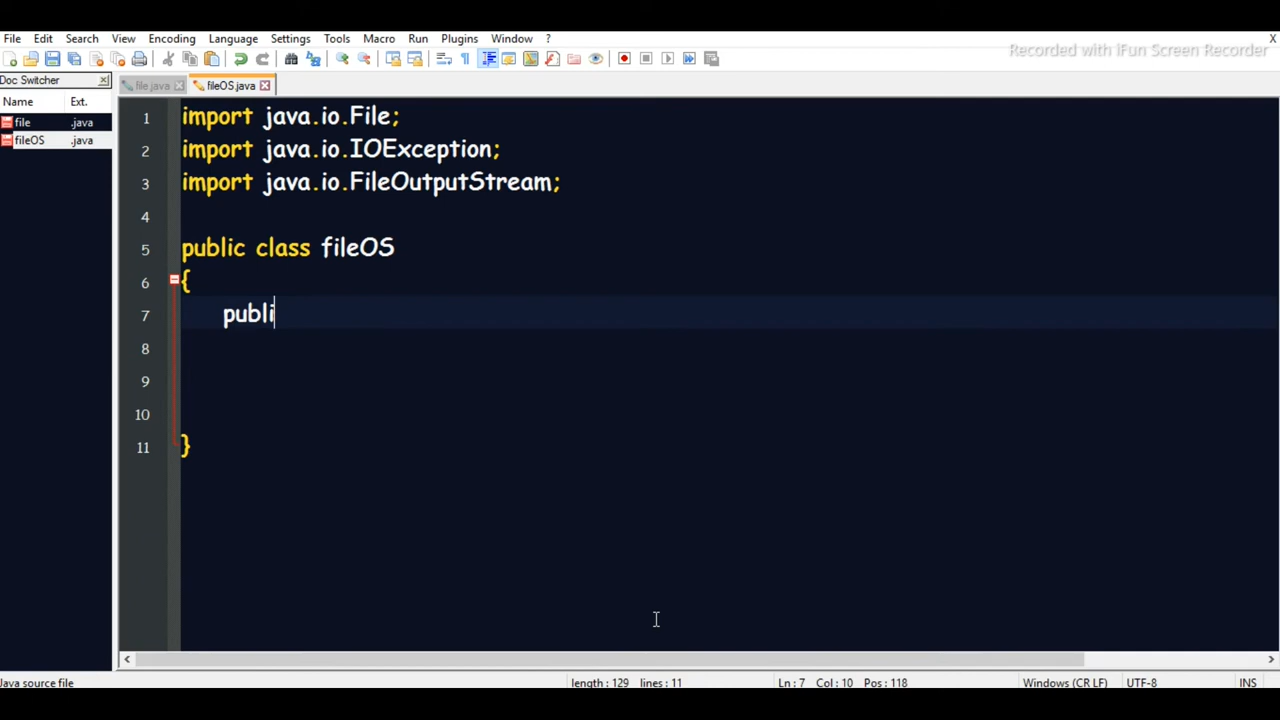 File Edit Search View Encoding Language Settings Tools Macro Run Plugins Window ? X
Recorded with iFun Screen Recorder
Doc Switcher
file.java fileOS.java
Name Ext.
file .java
fileOS .java
1 import java.io.File;
2 import java.io.IOException;
3 import java.io.FileOutputStream;
4
5 public class fileOS
6 {
7 publi
8
9
10
11 }
Java source file length : 129 lines : 11 Ln : 7 Col : 10 Pos : 118 Windows (CR LF) UTF-8 INS